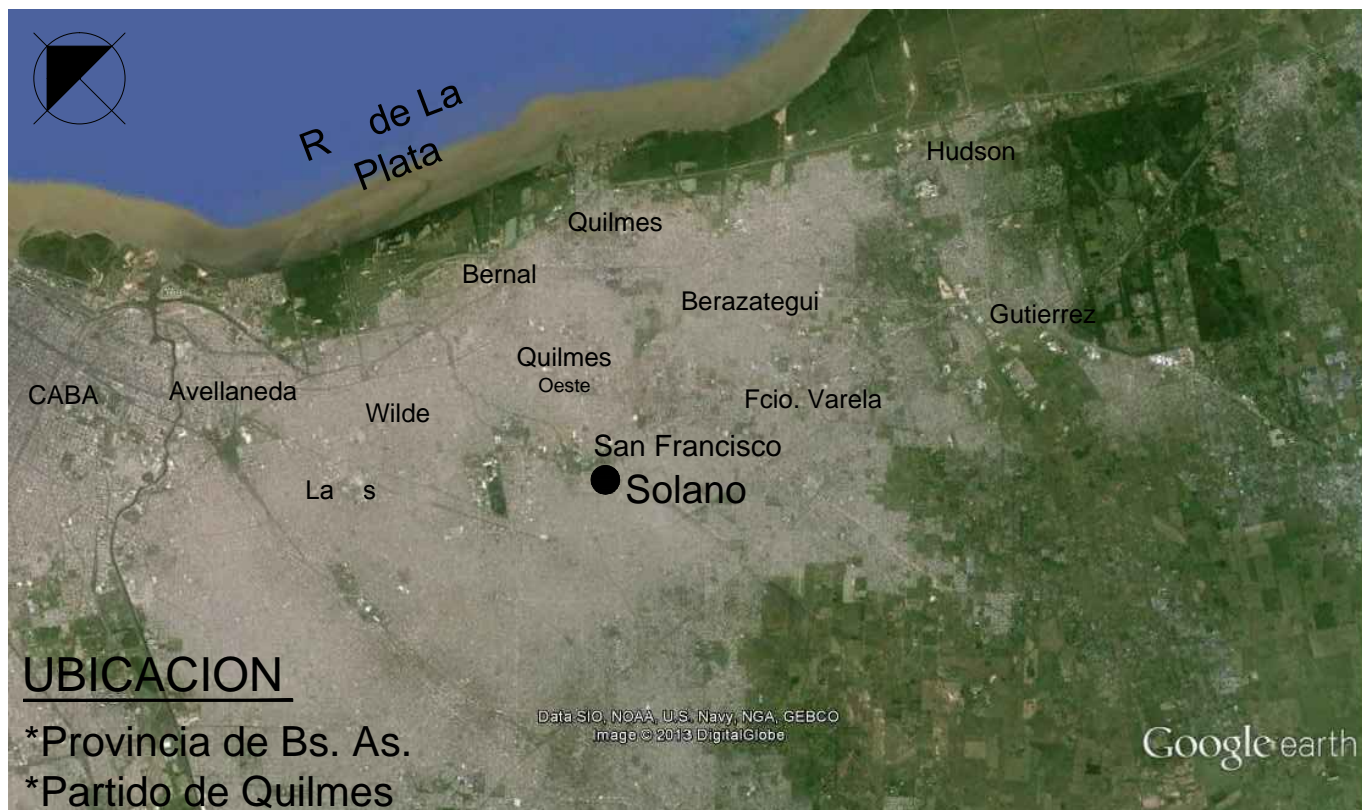 R de La
Plata
Hudson
Quilmes
Bernal
Berazategui
Gutierrez
Quilmes
Oeste
CABA
Avellaneda
Wilde
Fcio. Varela
San Francisco
Solano
La s
UBICACION
*Provincia de Bs. As.
*Partido de Quilmes
Data SIO, NOAA, U.S. Navy, NGA, GEBCO
Image © 2013 DigitalGlobe
Google earth